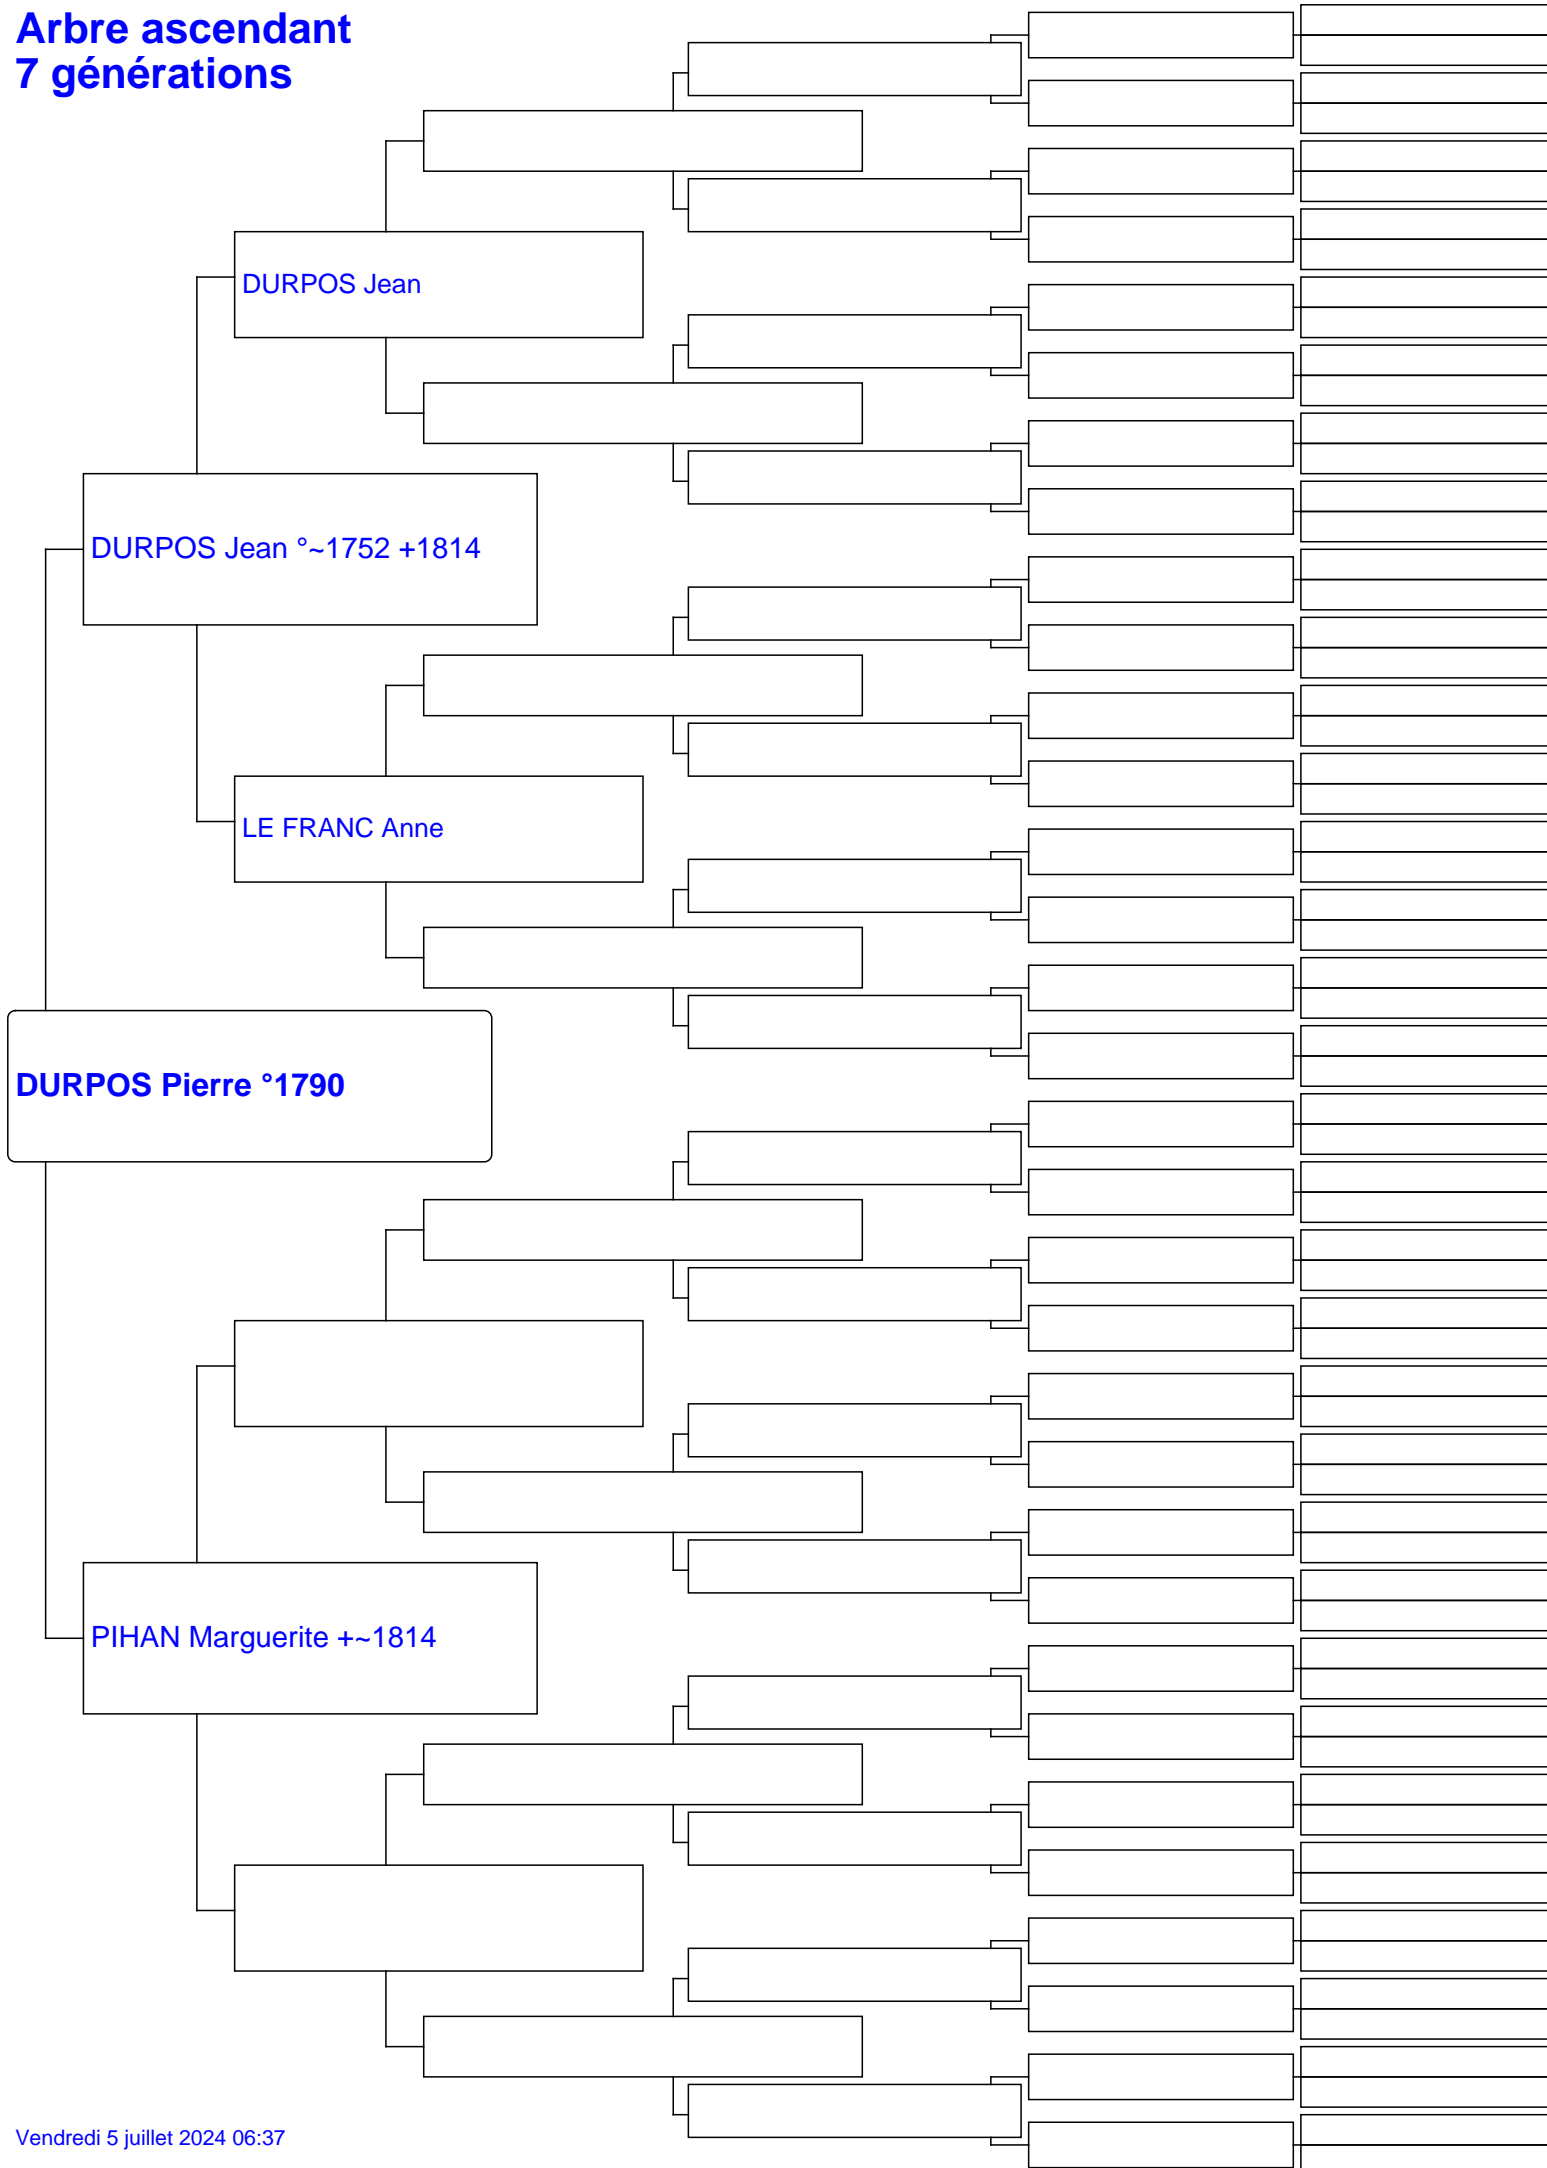 Arbre ascendant
7 générations
DURPOS Jean
DURPOS Jean °~1752 +1814
LE FRANC Anne
DURPOS Pierre °1790
PIHAN Marguerite +~1814
Vendredi 5 juillet 2024 06:37